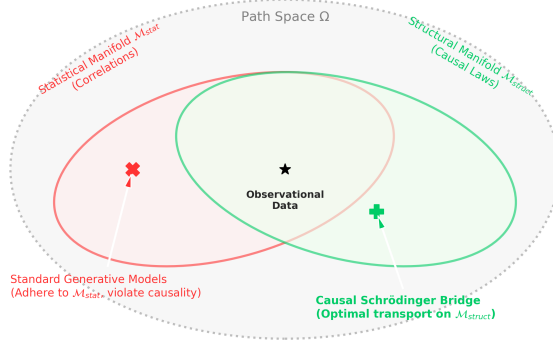 Path Space Ω
Statistical Manifold ℳstat
(Correlations)
Structural Manifold ℳstruct
(Causal Laws)
Observational
Data
Standard Generative Models
(Adhere to ℳstat, violate causality)
Causal Schrödinger Bridge
(Optimal transport on ℳstruct)